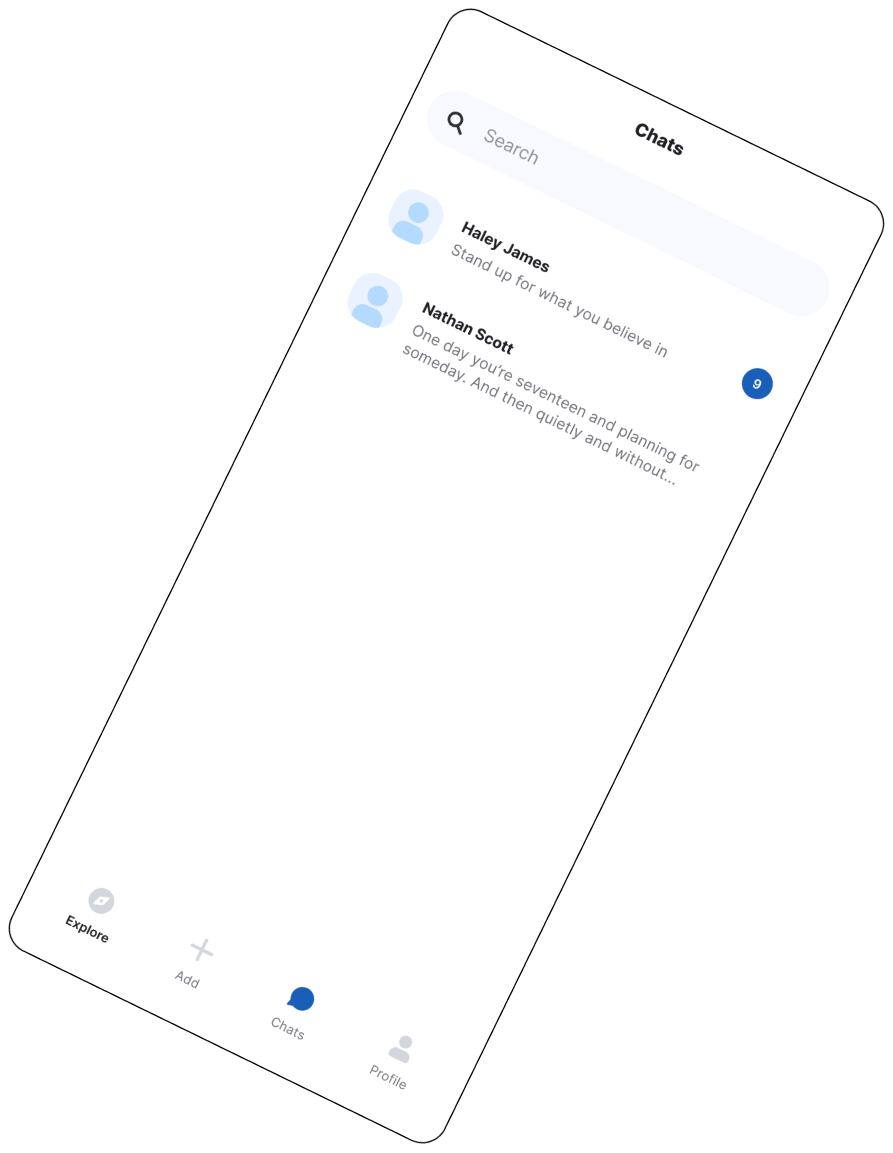 Chats
Search
Haley James
Stand up for what you believe in
9
Nathan Scott
One day you’re seventeen and planning for
someday. And then quietly and without...
Explore
Add
Chats
Profile